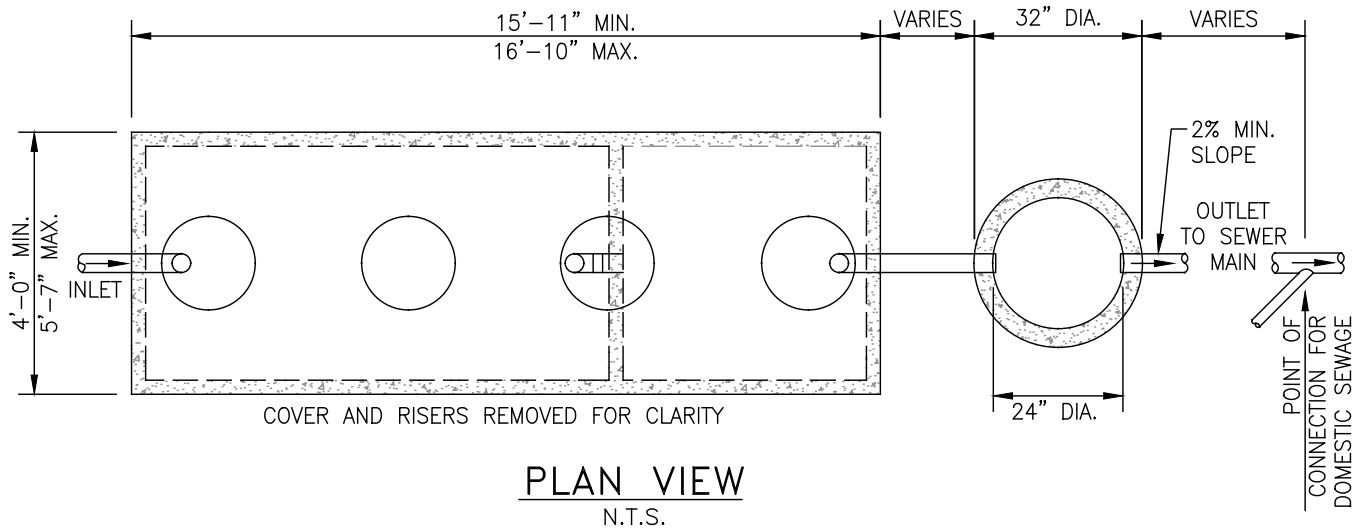 15'-11" MIN.
16'-10" MAX.
VARIES
32" DIA.
VARIES
2% MIN.
SLOPE
4'-0" MIN.
5'-7" MAX.
INLET
OUTLET
TO SEWER
MAIN
24" DIA.
POINT OF
CONNECTION FOR
DOMESTIC SEWAGE
COVER AND RISERS REMOVED FOR CLARITY
PLAN VIEW
N.T.S.